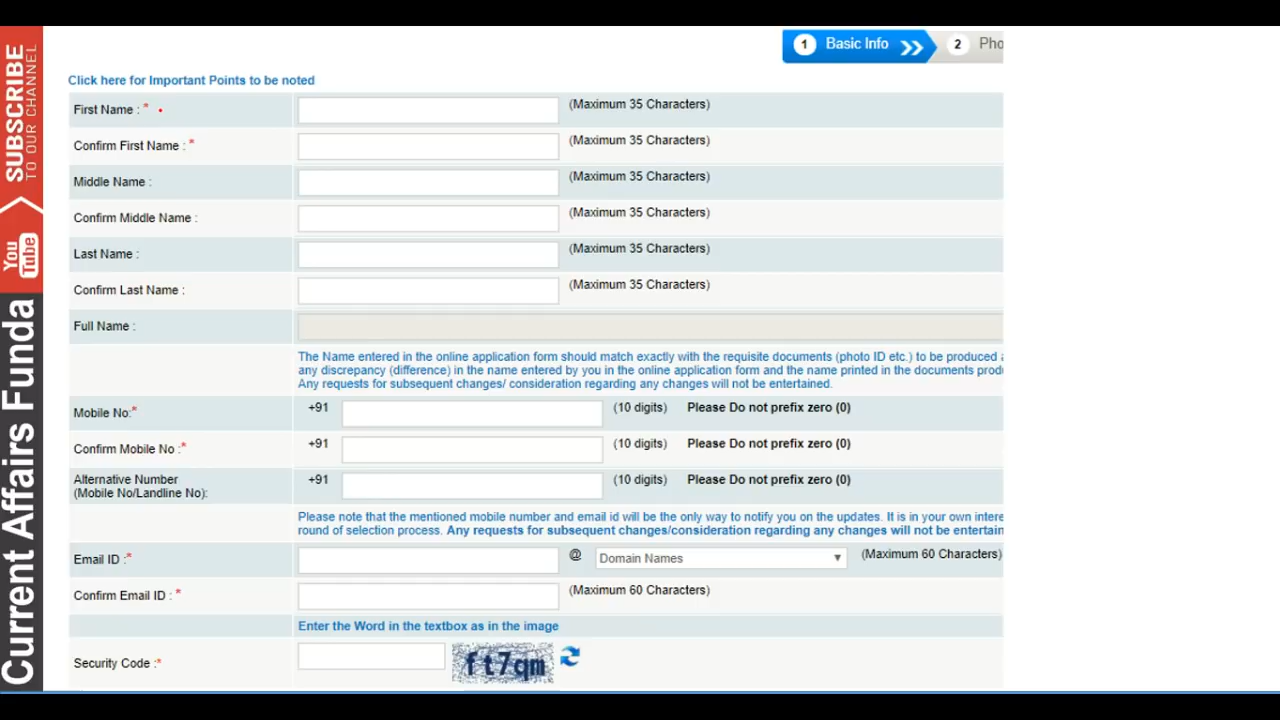 SUBSCRIBE
TO OUR CHANNEL
You Tube
Current Affairs Funda
1 Basic Info 2 Pho
Click here for Important Points to be noted
First Name : * (Maximum 35 Characters)
Confirm First Name : * (Maximum 35 Characters)
Middle Name : (Maximum 35 Characters)
Confirm Middle Name : (Maximum 35 Characters)
Last Name : (Maximum 35 Characters)
Confirm Last Name : (Maximum 35 Characters)
Full Name :
The Name entered in the online application form should match exactly with the requisite documents (photo ID etc.) to be produced a
any discrepancy (difference) in the name entered by you in the online application form and the name printed in the documents prod
Any requests for subsequent changes/ consideration regarding any changes will not be entertained.
Mobile No:* +91 (10 digits) Please Do not prefix zero (0)
Confirm Mobile No :* +91 (10 digits) Please Do not prefix zero (0)
Alternative Number
(Mobile No/Landline No): +91 (10 digits) Please Do not prefix zero (0)
Please note that the mentioned mobile number and email id will be the only way to notify you on the updates. It is in your own intere
round of selection process. Any requests for subsequent changes/consideration regarding any changes will not be entertain
Email ID :* @ Domain Names (Maximum 60 Characters)
Confirm Email ID : * (Maximum 60 Characters)
Enter the Word in the textbox as in the image
Security Code :* ft7qm